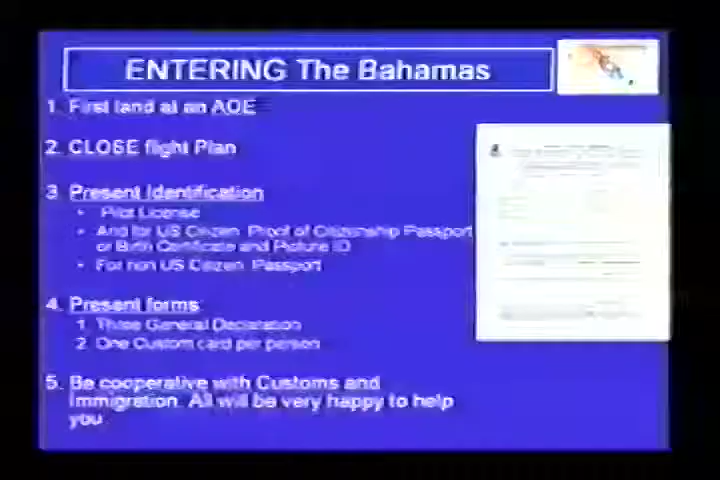 ENTERING The Bahamas
1. First land at an AOE
2. CLOSE flight Plan
3. Present Identification
• Pilot License
• And for US Citizen Proof of Citizenship Passport
or Birth Certificate and Picture ID
• For non US Citizen Passport
4. Present forms
1. Three General Declaration
2. One Custom card per person
5. Be cooperative with Customs and
Immigration. All will be very happy to help
you